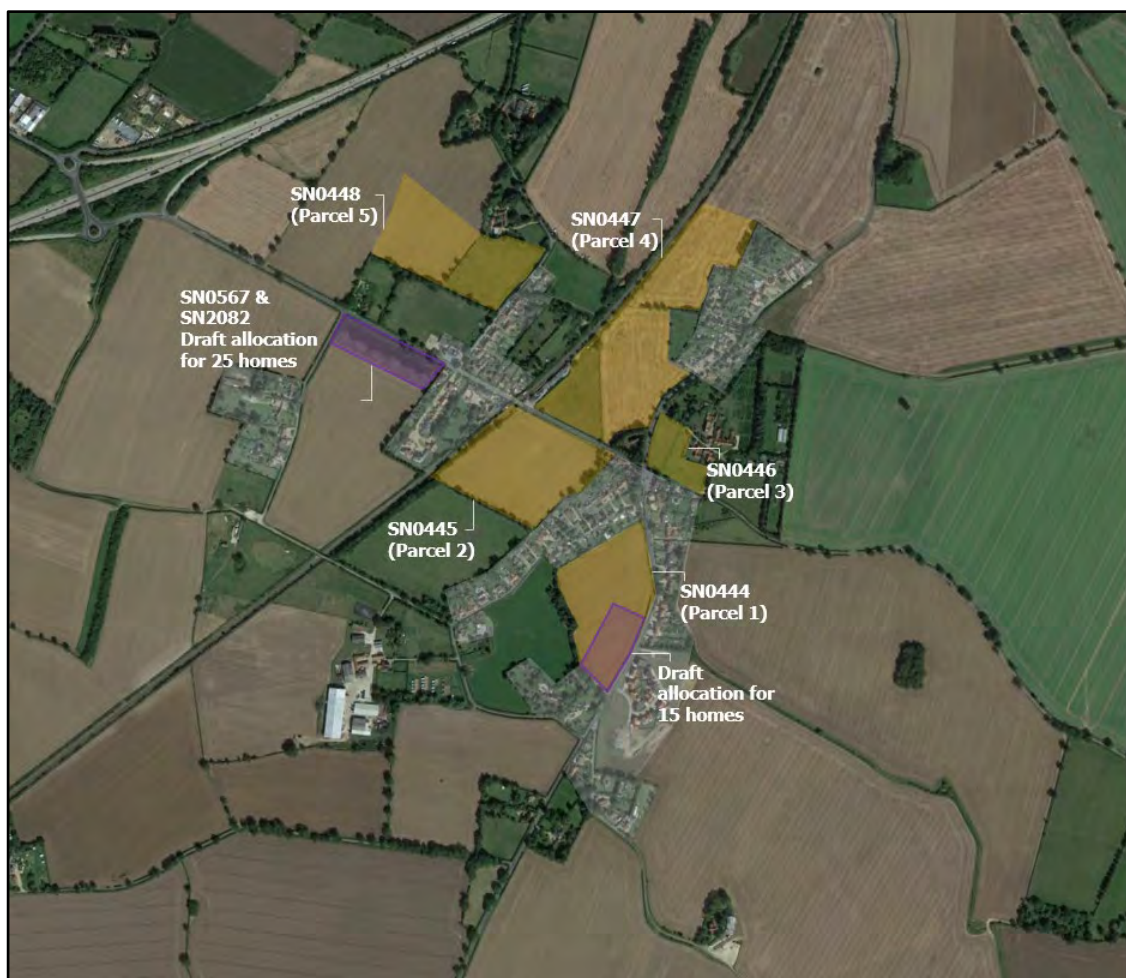 SN0448
(Parcel 5)
SN0447
(Parcel 4)
SN0567 &
SN2082
Draft allocation
for 25 homes
SN0446
(Parcel 3)
SN0445
(Parcel 2)
SN0444
(Parcel 1)
Draft
allocation for
15 homes